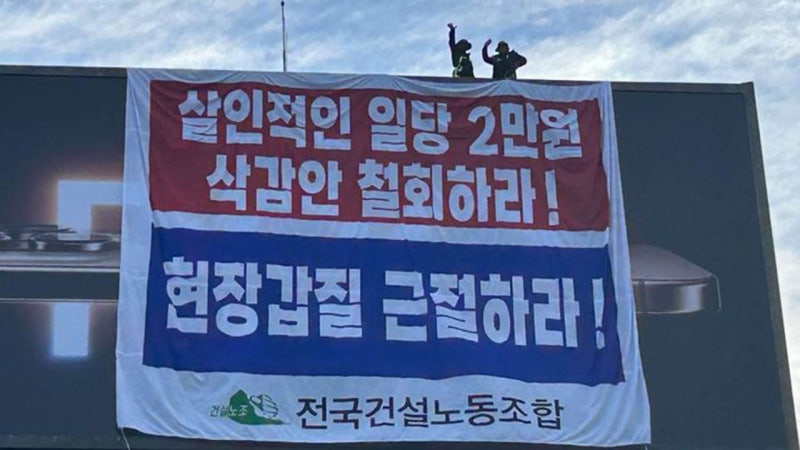 살인적인 일당 2만원
삭감안 철회하라!
현장갑질 근절하라!
건설노조 전국건설노동조합